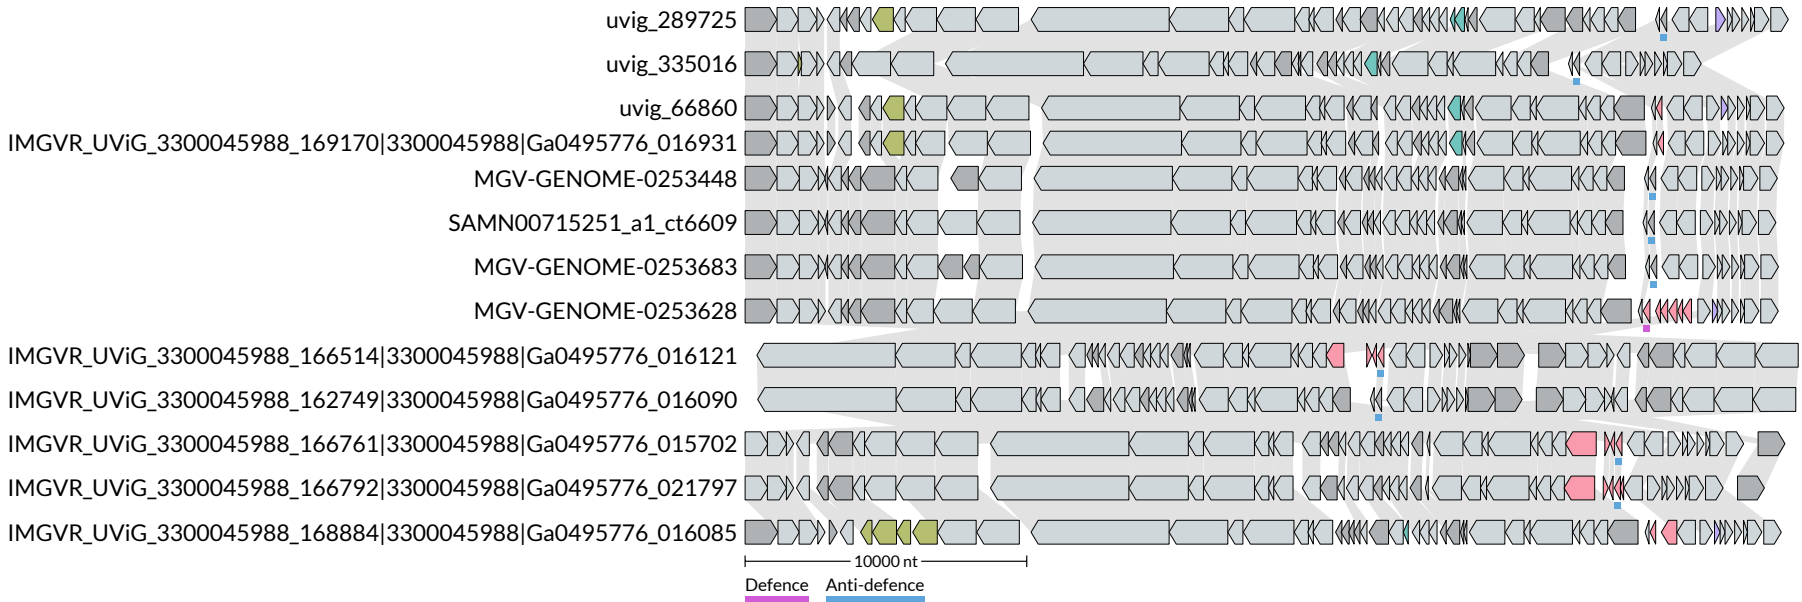 uvig_289725
uvig_335016
uvig_66860
IMGVR_UViG_3300045988_169170|3300045988|Ga0495776_016931
MGV-GENOME-0253448
SAMN00715251_a1_ct6609
MGV-GENOME-0253683
MGV-GENOME-0253628
IMGVR_UViG_3300045988_166514|3300045988|Ga0495776_016121
IMGVR_UViG_3300045988_162749|3300045988|Ga0495776_016090
IMGVR_UViG_3300045988_166761|3300045988|Ga0495776_015702
IMGVR_UViG_3300045988_166792|3300045988|Ga0495776_021797
IMGVR_UViG_3300045988_168884|3300045988|Ga0495776_016085
10000 nt
Defence Anti-defence